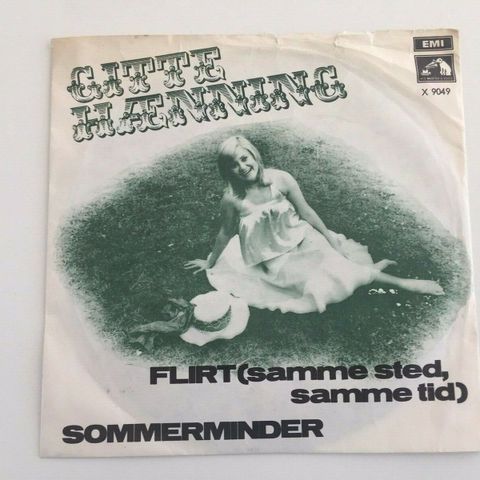 GITTE
HÆNNING
EMI
X 9049
FLIRT(samme sted,
samme tid)
SOMMERMINDER